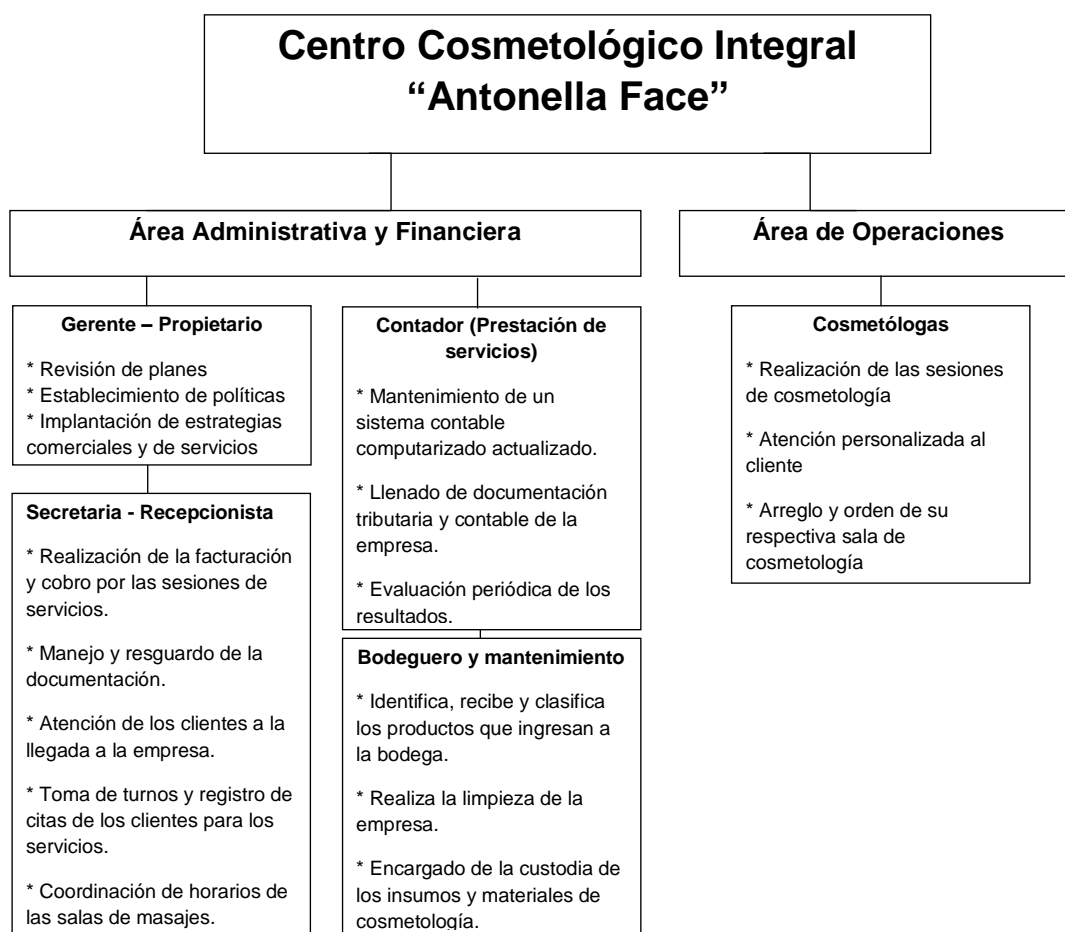 Centro Cosmetológico Integral
“Antonella Face”
Área Administrativa y Financiera
Área de Operaciones
Gerente – Propietario
* Revisión de planes
* Establecimiento de políticas
* Implantación de estrategias
comerciales y de servicios
Secretaria - Recepcionista
* Realización de la facturación
y cobro por las sesiones de
servicios.
* Manejo y resguardo de la
documentación.
* Atención de los clientes a la
llegada a la empresa.
* Toma de turnos y registro de
citas de los clientes para los
servicios.
* Coordinación de horarios de
las salas de masajes.
Contador (Prestación de
servicios)
* Mantenimiento de un
sistema contable
computarizado actualizado.
* Llenado de documentación
tributaria y contable de la
empresa.
* Evaluación periódica de los
resultados.
Bodeguero y mantenimiento
* Identifica, recibe y clasifica
los productos que ingresan a
la bodega.
* Realiza la limpieza de la
empresa.
* Encargado de la custodia de
los insumos y materiales de
cosmetología.
Cosmetólogas
* Realización de las sesiones
de cosmetología
* Atención personalizada al
cliente
* Arreglo y orden de su
respectiva sala de
cosmetología